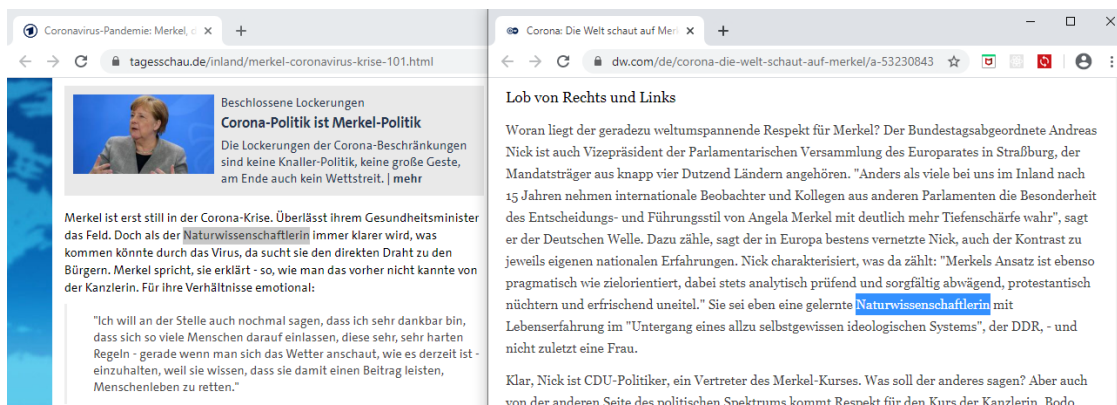 Coronavirus-Pandemie: Merkel, d
tagesschau.de/inland/merkel-coronavirus-krise-101.html
Beschlossene Lockerungen
Corona-Politik ist Merkel-Politik
Die Lockerungen der Corona-Beschränkungen
sind keine Knaller-Politik, keine große Geste,
am Ende auch kein Wettstreit. | mehr
Merkel ist erst still in der Corona-Krise. Überlässt ihrem Gesundheitsminister
das Feld. Doch als der Naturwissenschaftlerin immer klarer wird, was
kommen könnte durch das Virus, da sucht sie den direkten Draht zu den
Bürgern. Merkel spricht, sie erklärt - so, wie man das vorher nicht kannte von
der Kanzlerin. Für ihre Verhältnisse emotional:
"Ich will an der Stelle auch nochmal sagen, dass ich sehr dankbar bin,
dass sich so viele Menschen darauf einlassen, diese sehr, sehr harten
Regeln - gerade wenn man sich das Wetter anschaut, wie es derzeit ist -
einzuhalten, weil sie wissen, dass sie damit einen Beitrag leisten,
Menschenleben zu retten."
Corona: Die Welt schaut auf Mer
dw.com/de/corona-die-welt-schaut-auf-merkel/a-53230843
Lob von Rechts und Links
Woran liegt der geradezu weltumspannende Respekt für Merkel? Der Bundestagsabgeordnete Andreas
Nick ist auch Vizepräsident der Parlamentarischen Versammlung des Europarates in Straßburg, der
Mandatsträger aus knapp vier Dutzend Ländern angehören. "Anders als viele bei uns im Inland nach
15 Jahren nehmen internationale Beobachter und Kollegen aus anderen Parlamenten die Besonderheit
des Entscheidungs- und Führungsstil von Angela Merkel mit deutlich mehr Tiefenschärfe wahr", sagt
er der Deutschen Welle. Dazu zähle, sagt der in Europa bestens vernetzte Nick, auch der Kontrast zu
jeweils eigenen nationalen Erfahrungen. Nick charakterisiert, was da zählt: "Merkels Ansatz ist ebenso
pragmatisch wie zielorientiert, dabei stets analytisch prüfend und sorgfältig abwägend, protestantisch
nüchtern und erfrischend uneitel." Sie sei eben eine gelernte Naturwissenschaftlerin mit
Lebenserfahrung im "Untergang eines allzu selbstgewissen ideologischen Systems", der DDR, - und
nicht zuletzt eine Frau.
Klar, Nick ist CDU-Politiker, ein Vertreter des Merkel-Kurses. Was soll der anderes sagen? Aber auch
von der anderen Seite des politischen Spektrums kommt Respekt für den Kurs der Kanzlerin. Bodo